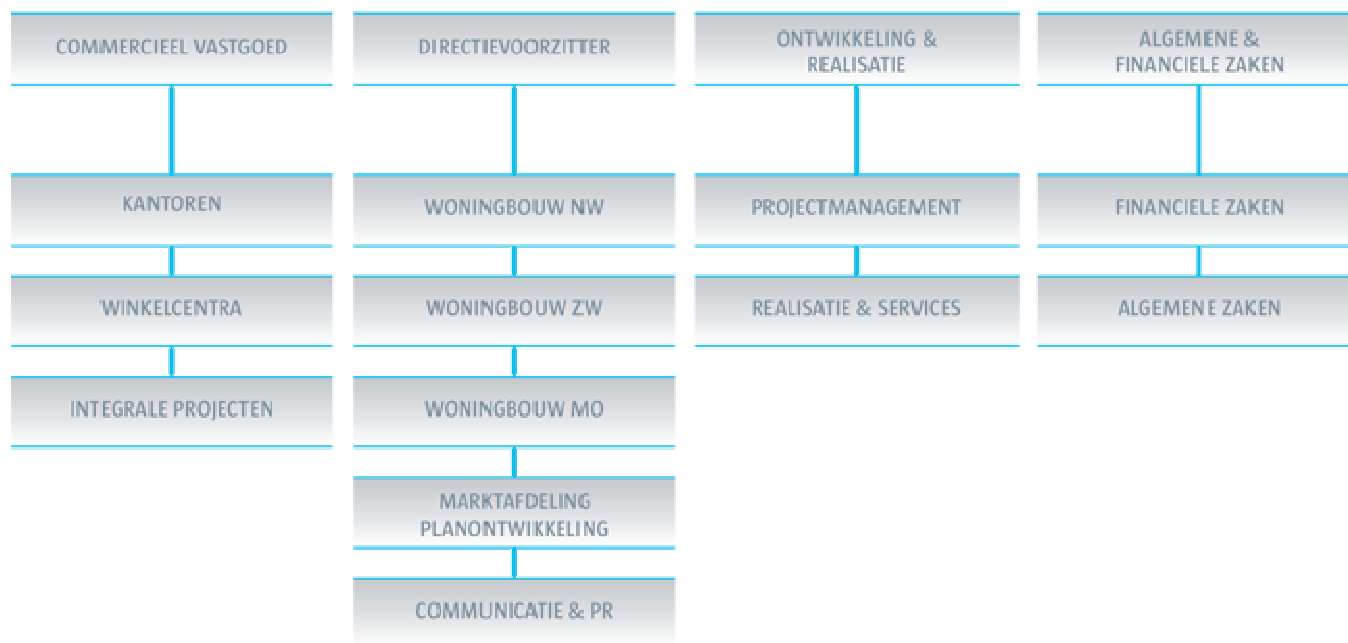 COMMERCIEEL VASTGOED
DIRECTIEVOORZITTER
ONTWIKKELING &
REALISATIE
ALGEMENE &
FINANCIELE ZAKEN
KANTOREN
WONINGBOUW NW
PROJECTMANAGEMENT
FINANCIELE ZAKEN
WINKELCENTRA
WONINGBOUW ZW
REALISATIE & SERVICES
ALGEMENE ZAKEN
INTEGRALE PROJECTEN
WONINGBOUW MO
MARKTAFDELING
PLANONTWIKKELING
COMMUNICATIE & PR